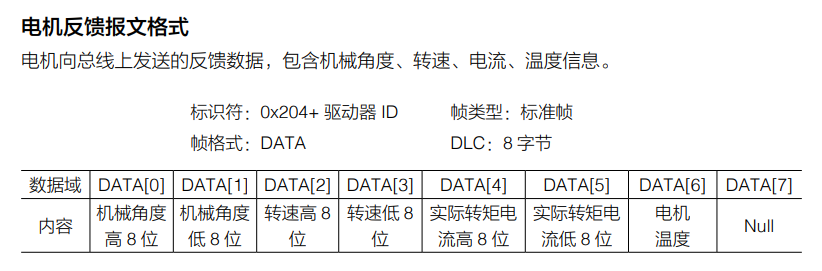 电机反馈报文格式
电机向总线上发送的反馈数据，包含机械角度、转速、电流、温度信息。
标识符：0x204+ 驱动器 ID 帧类型：标准帧
帧格式：DATA DLC：8 字节
数据域 DATA[0] DATA[1] DATA[2] DATA[3] DATA[4] DATA[5] DATA[6] DATA[7]
内容 机械角度高 8 位 机械角度低 8 位 转速高 8 位 转速低 8 位 实际转矩电流高 8 位 实际转矩电流低 8 位 电机温度 Null